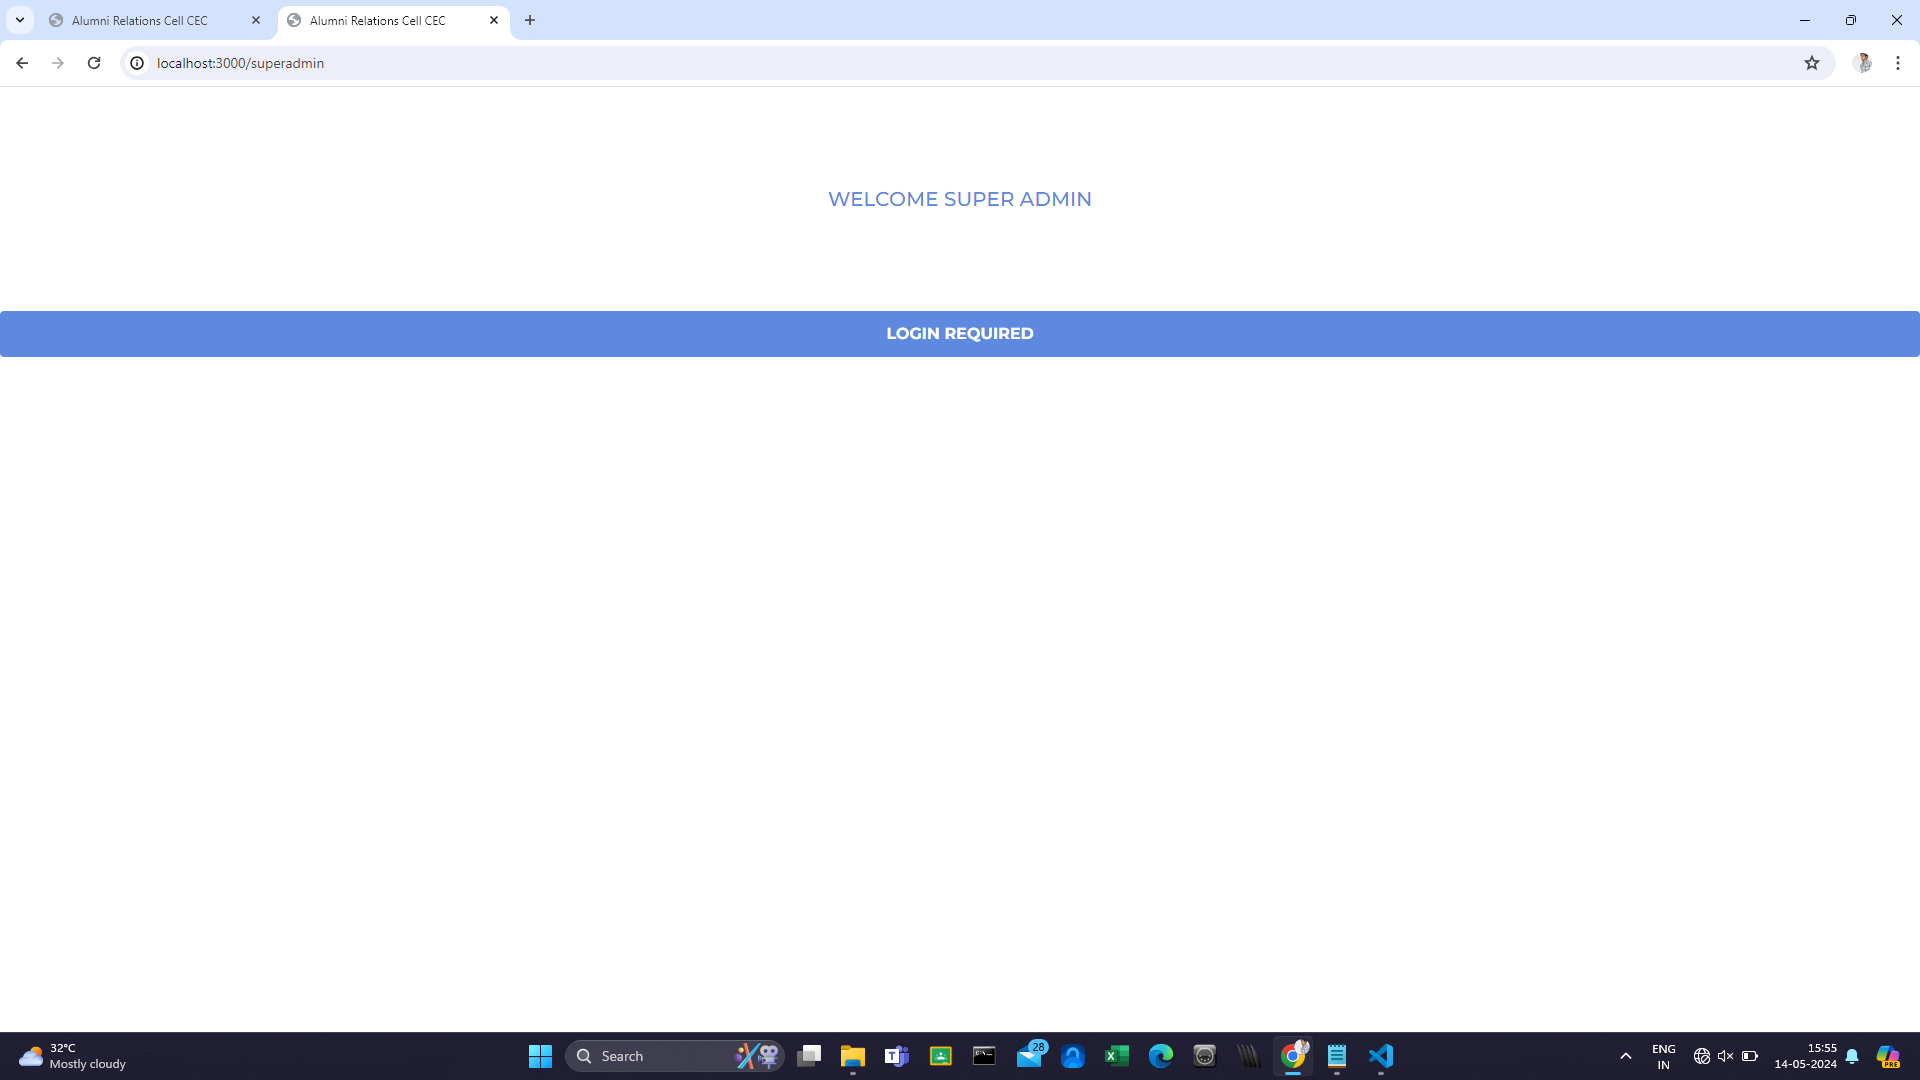 Alumni Relations Cell CEC
Alumni Relations Cell CEC
localhost:3000/superadmin
WELCOME SUPER ADMIN
LOGIN REQUIRED
32°C
Mostly cloudy
Search
28
ENG
IN
15:55
14-05-2024
PRE